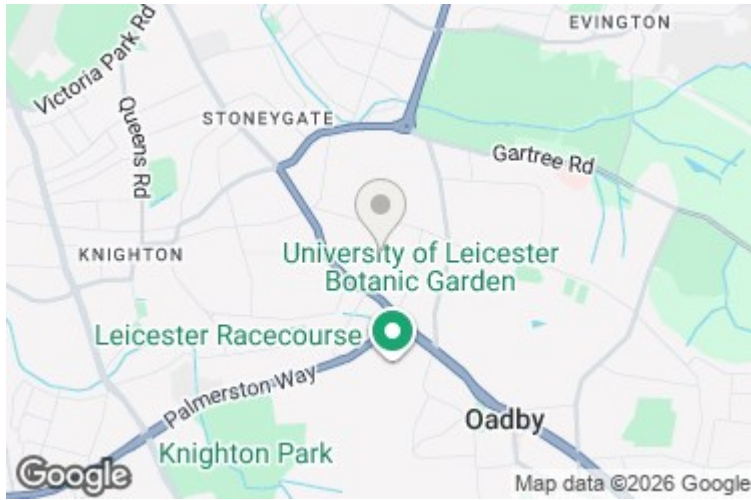 EVINGTON
Victoria Park Rd
Queens Rd
STONEYGATE
Gartree Rd
KNIGHTON
University of Leicester
Botanic Garden
Leicester Racecourse
Palmerston Way
Oadby
Knighton Park
Google
Map data ©2026 Google